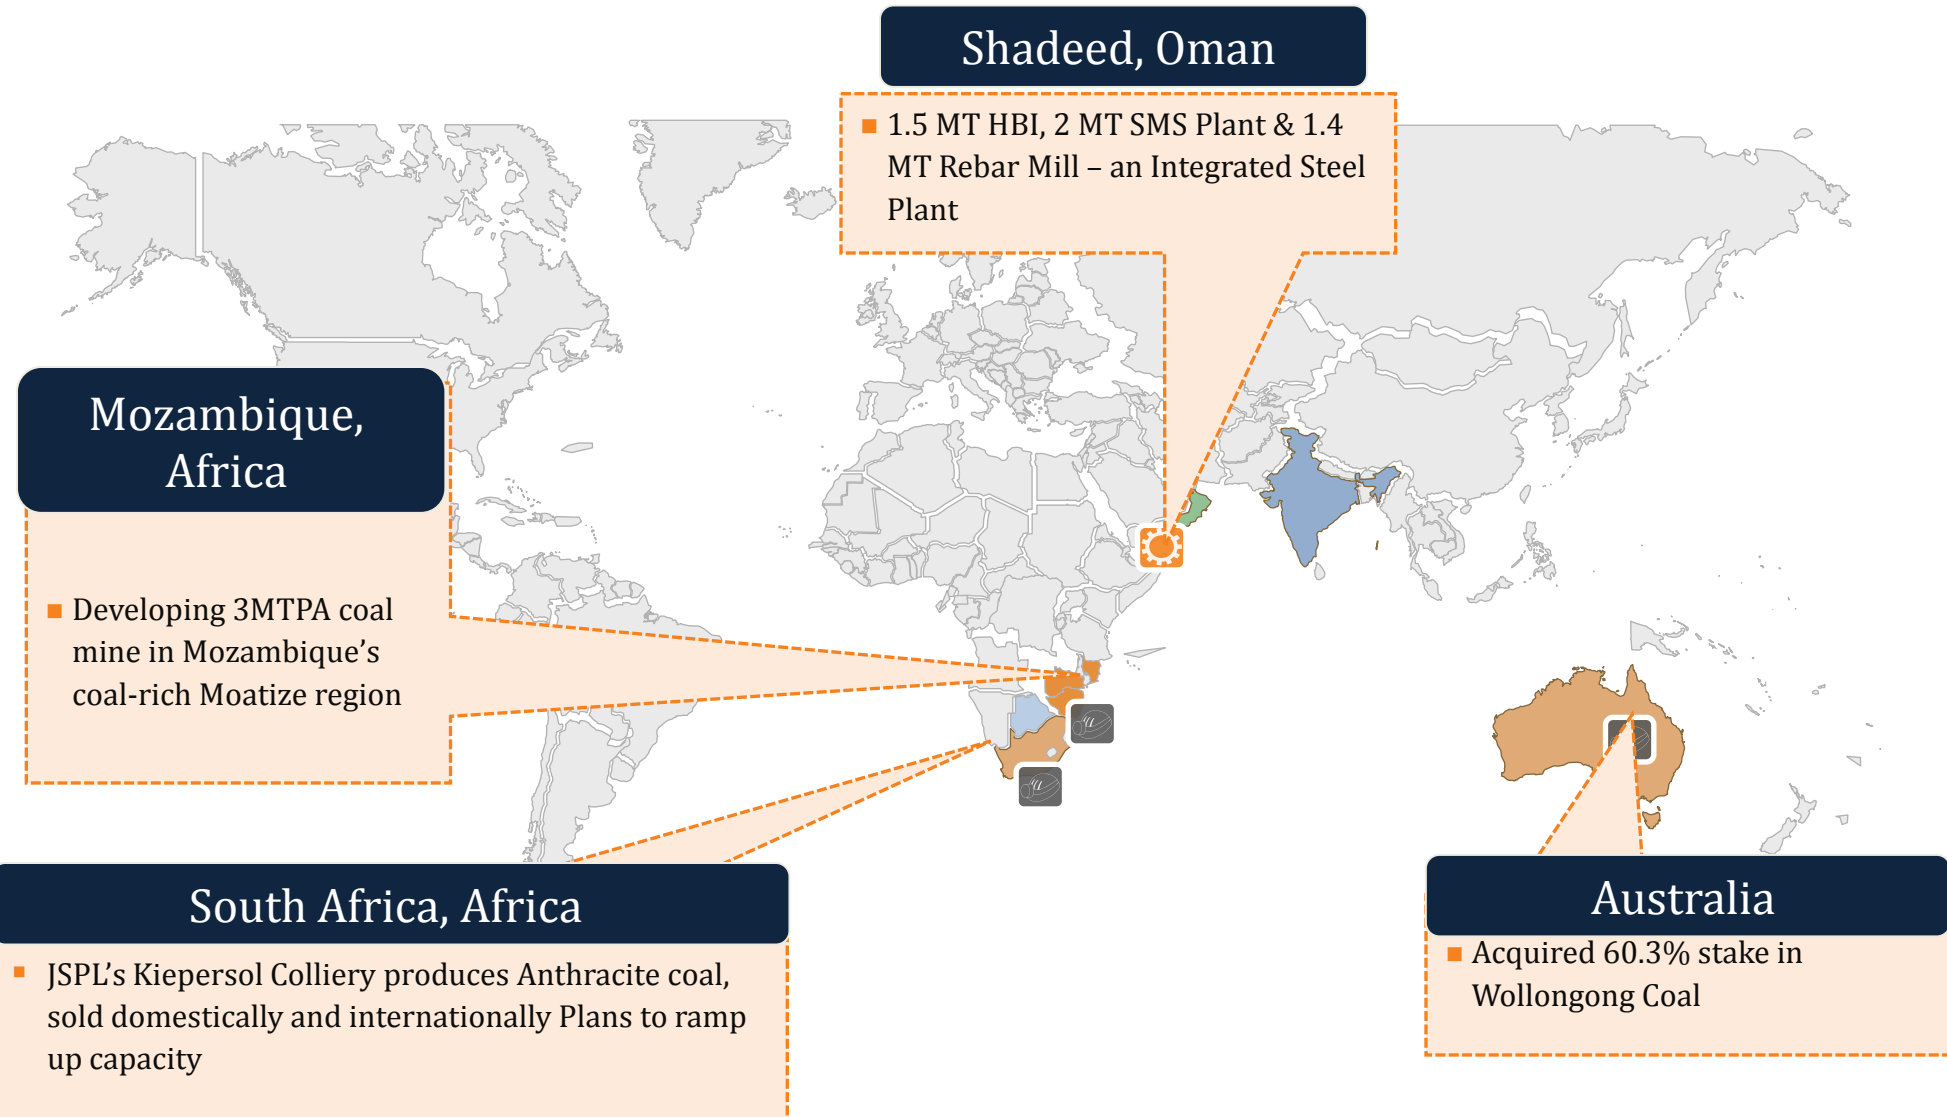 Shadeed, Oman
■ 1.5 MT HBI, 2 MT SMS Plant & 1.4
MT Rebar Mill – an Integrated Steel
Plant
Mozambique,
Africa
■ Developing 3MTPA coal
mine in Mozambique’s
coal-rich Moatize region
South Africa, Africa
▪ JSPL’s Kiepersol Colliery produces Anthracite coal,
sold domestically and internationally Plans to ramp
up capacity
Australia
■ Acquired 60.3% stake in
Wollongong Coal